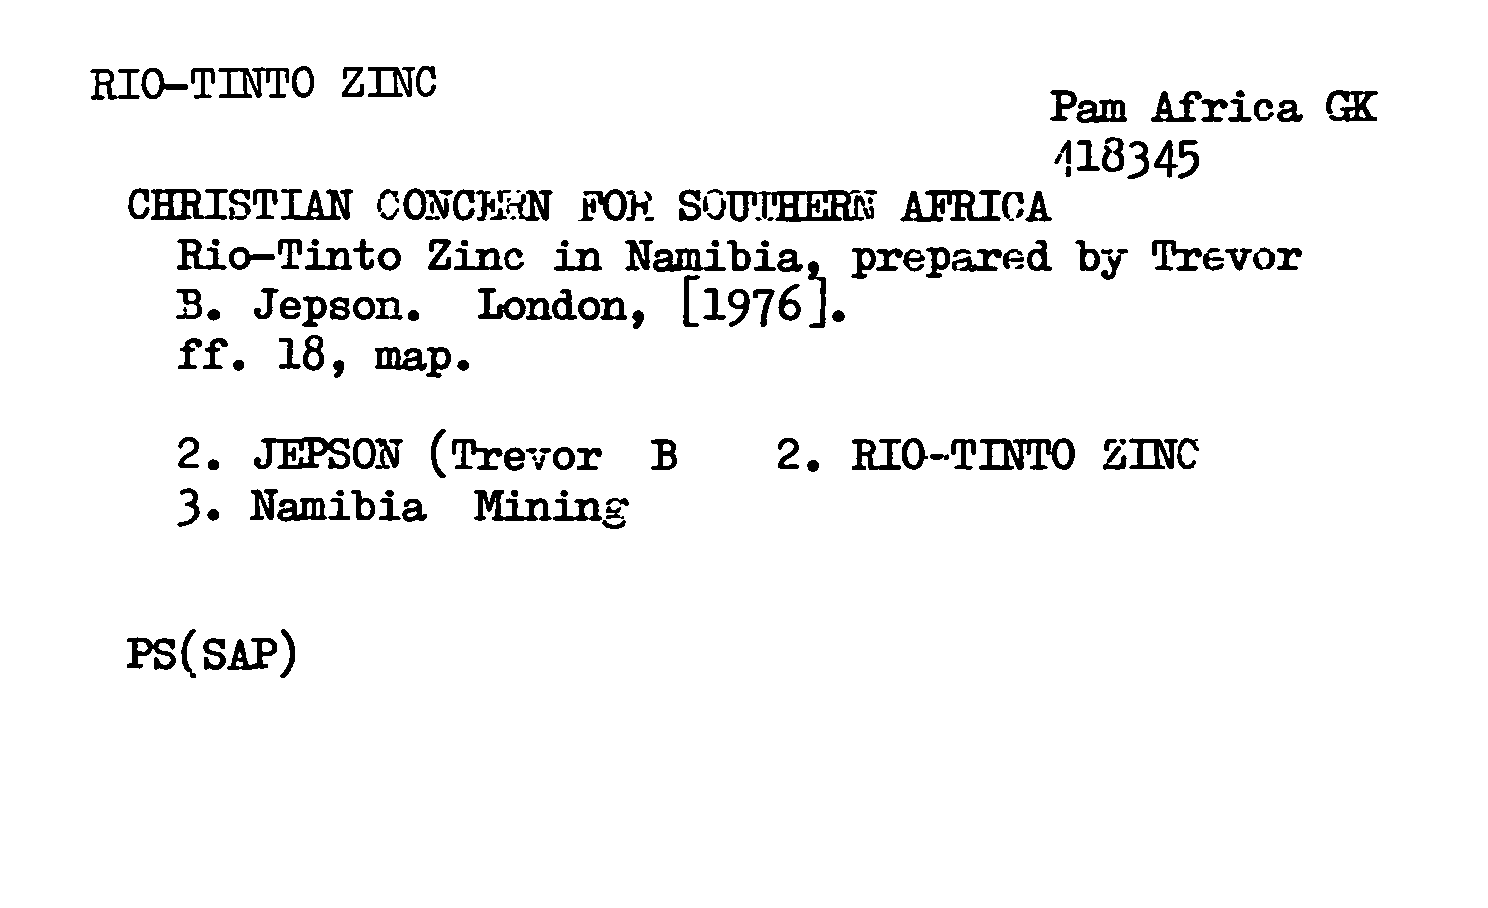 RIO-TINTO ZINC
Pam Africa GK
418345
CHRISTIAN CONCERN FOR SOUTHERN AFRICA
Rio-Tinto Zinc in Namibia, prepared by Trevor
B. Jepson. London, [1976].
ff. 18, map.
2. JEPSON (Trevor B 2. RIO-TINTO ZINC
3. Namibia Mining
PS(SAP)